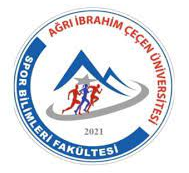 AĞRI İBRAHİM ÇEÇEN ÜNİVERSİTESİ
2021
SPOR BİLİMLERİ FAKÜLTESİ